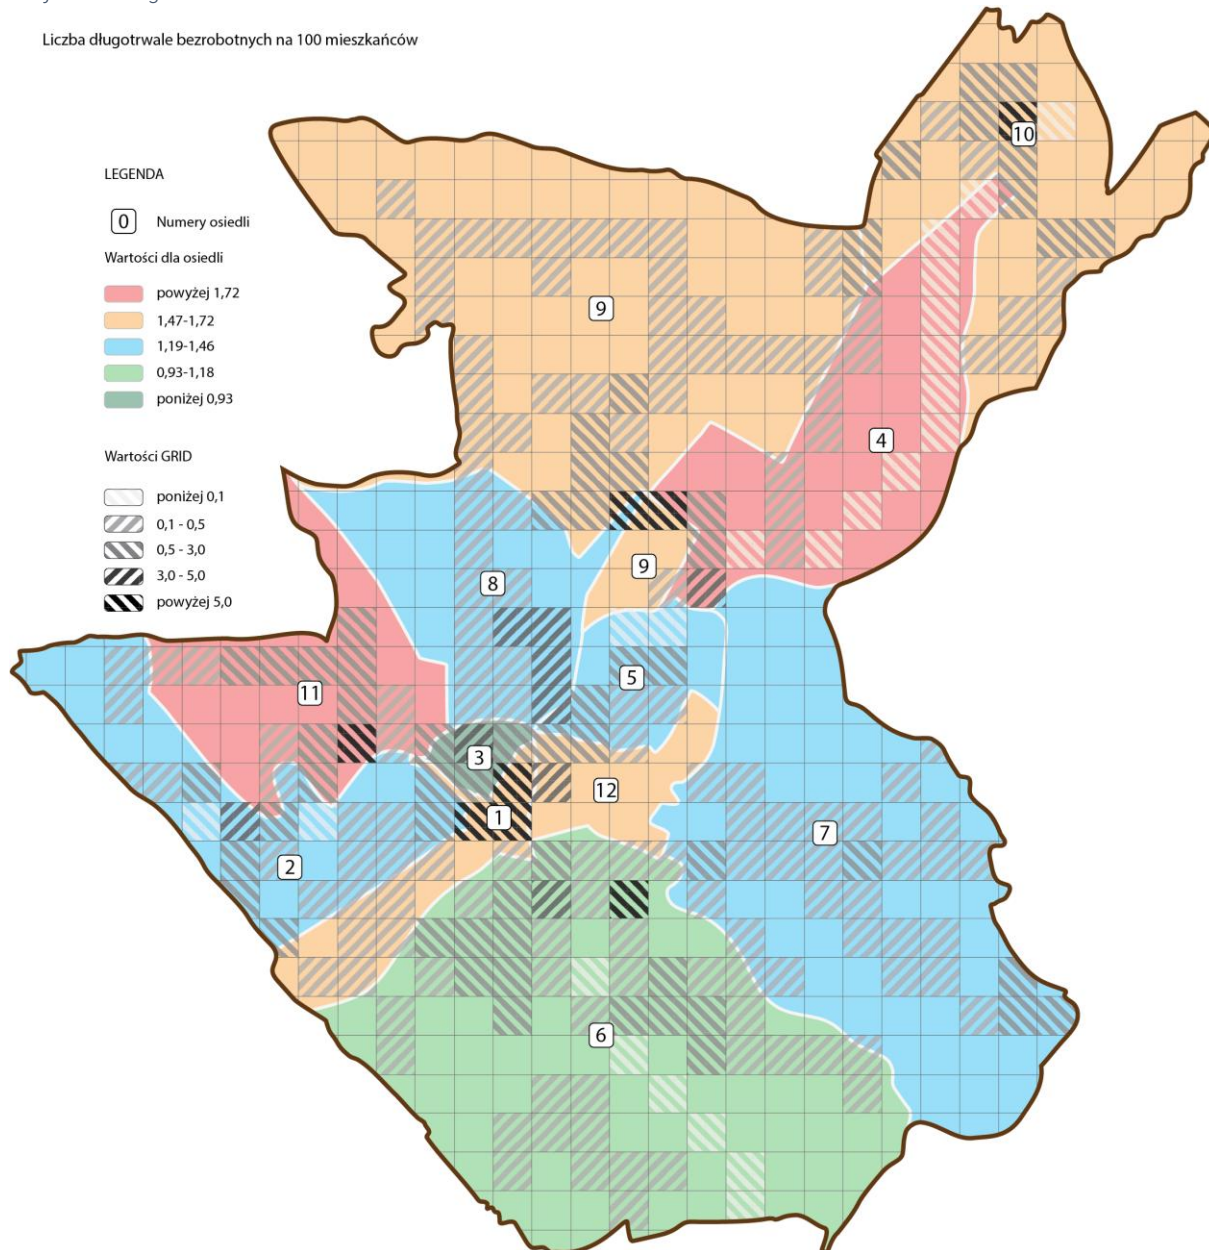 Liczba długotrwale bezrobotnych na 100 mieszkańców
LEGENDA
0 Numery osiedli
Wartości dla osiedli
powyżej 1,72
1,47-1,72
1,19-1,46
0,93-1,18
poniżej 0,93
Wartości GRID
poniżej 0,1
0,1 - 0,5
0,5 - 3,0
3,0 - 5,0
powyżej 5,0
10
9
4
9
8
5
11
3
12
1
7
2
6